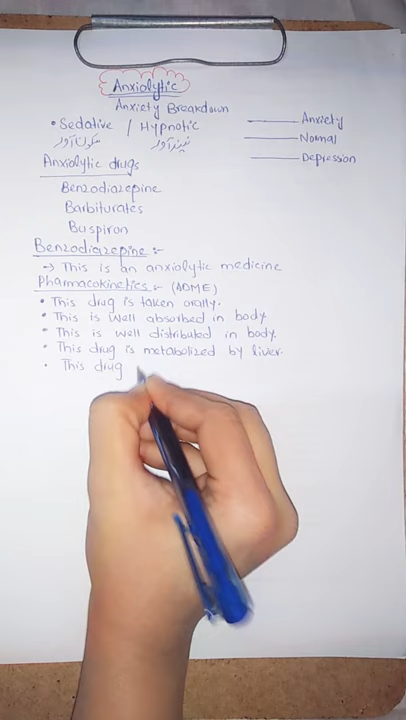 Anxiolytic
Anxiety Breakdown
• Sedative / Hypnotic
سکون آور نیند آور
Anxiety
Normal
Depression
Anxiolytic drugs
Benzodiazepine
Barbiturates
Buspiron
Benzodiazepine :-
→ This is an anxiolytic medicine
Pharmacokinetics :- (ADME)
• This drug is taken orally.
• This is well absorbed in body
• This is well distributed in body.
• This drug is metabolized by liver.
• This drug